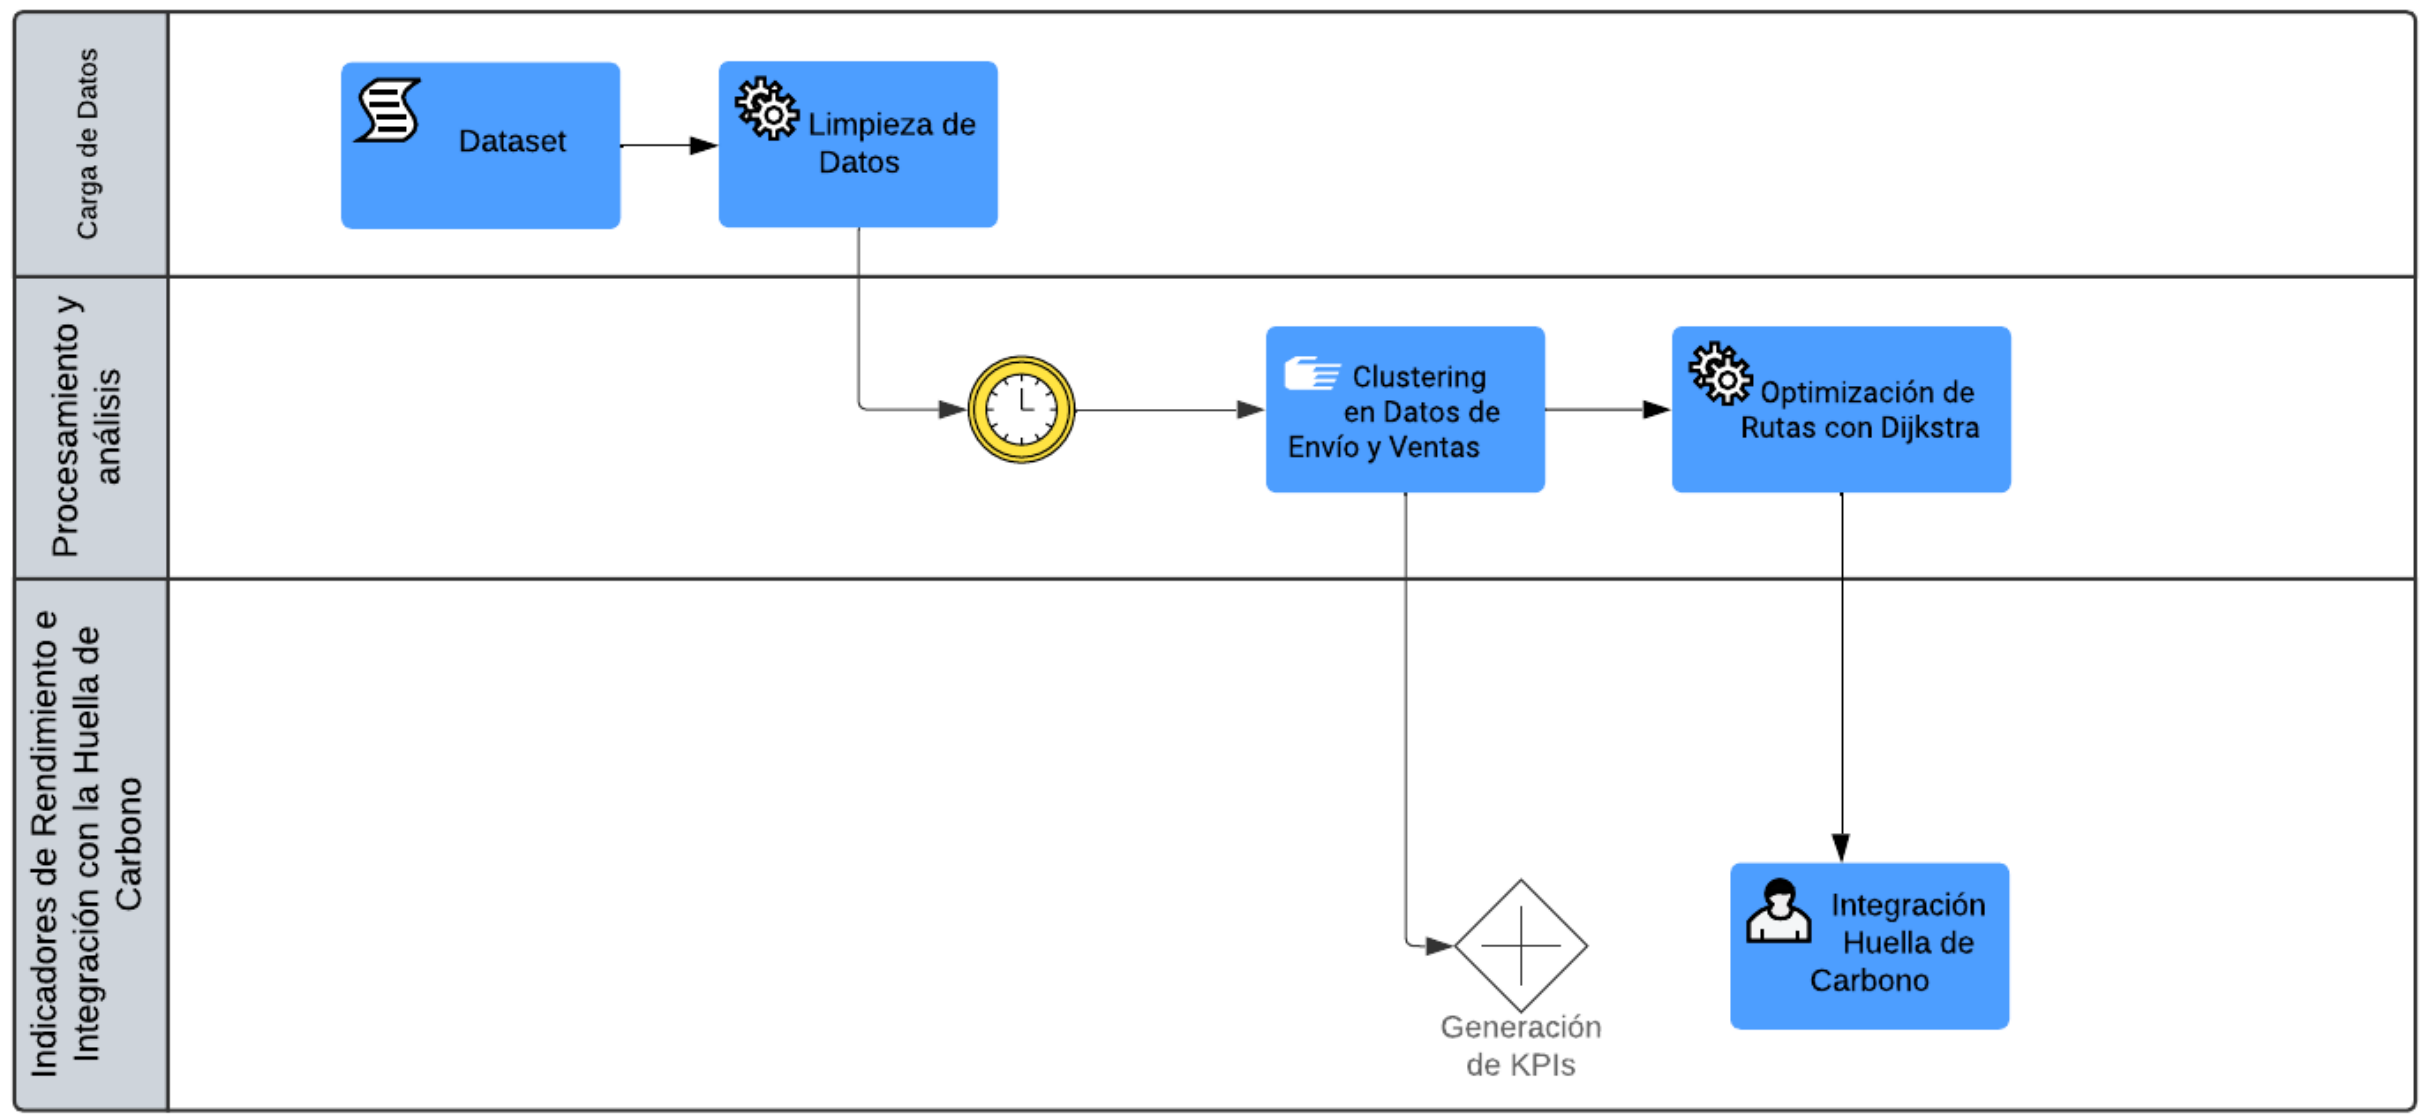 Carga de Datos
Dataset
Limpieza de
Datos
Procesamiento y
análisis
Clustering
en Datos de
Envío y Ventas
Optimización de
Rutas con Dijkstra
Indicadores de Rendimiento e
Integración con la Huella de
Carbono
Generación
de KPIs
Integración
Huella de
Carbono